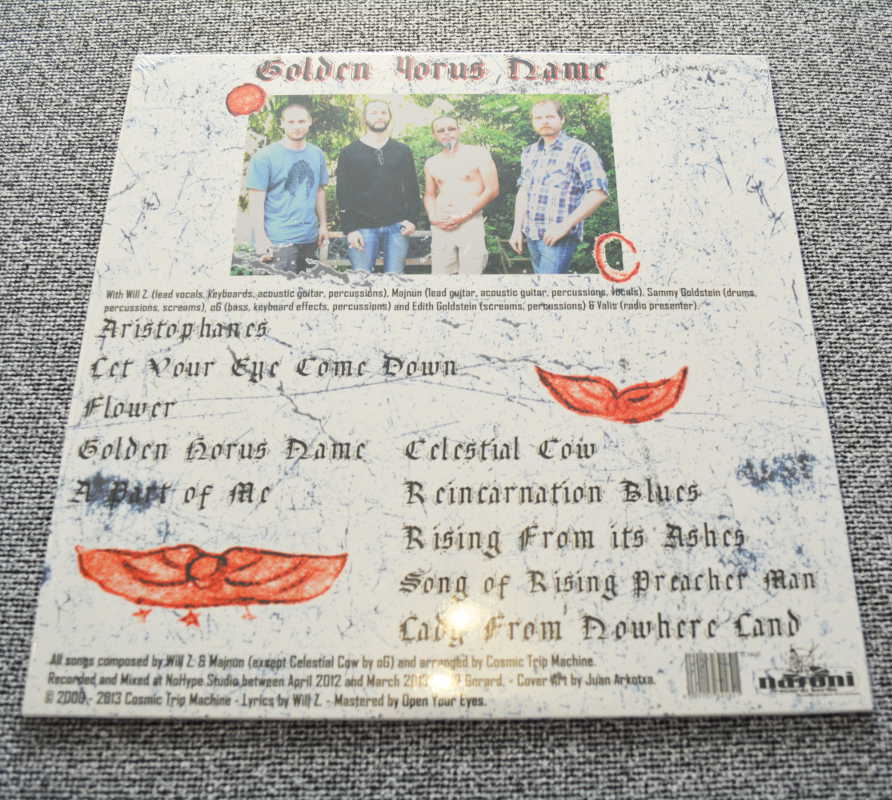 Golden Horus Name
With Will Z. (lead vocals, keyboards, acoustic guitar, percussions), Majnun (lead guitar, acoustic guitar, percussions, vocals), Sammy Goldstein (drums,
percussions, screams), aG (bass, keyboard effects, percussions) and Edith Goldstein (screams, percussions) & Valis (radio presenter).
Aristophanes
Let Your Eye Come Down
Flower
Golden Horus Name
A Part of Me
Celestial Cow
Reincarnation Blues
Rising From its Ashes
Song of Rising Preacher Man
Lady From Nowhere Land
All songs composed by Will Z. & Majnun (except Celestial Cow by aG) and arranged by Cosmic Trip Machine.
Recorded and Mixed at NoHype Studio between April 2012 and March Gerard. - Cover Art by Juan Arkotxa.
- 2013 Cosmic Trip Machine - Lyrics by Will Z. - Mastered by Open Your Eyes.
nasoni